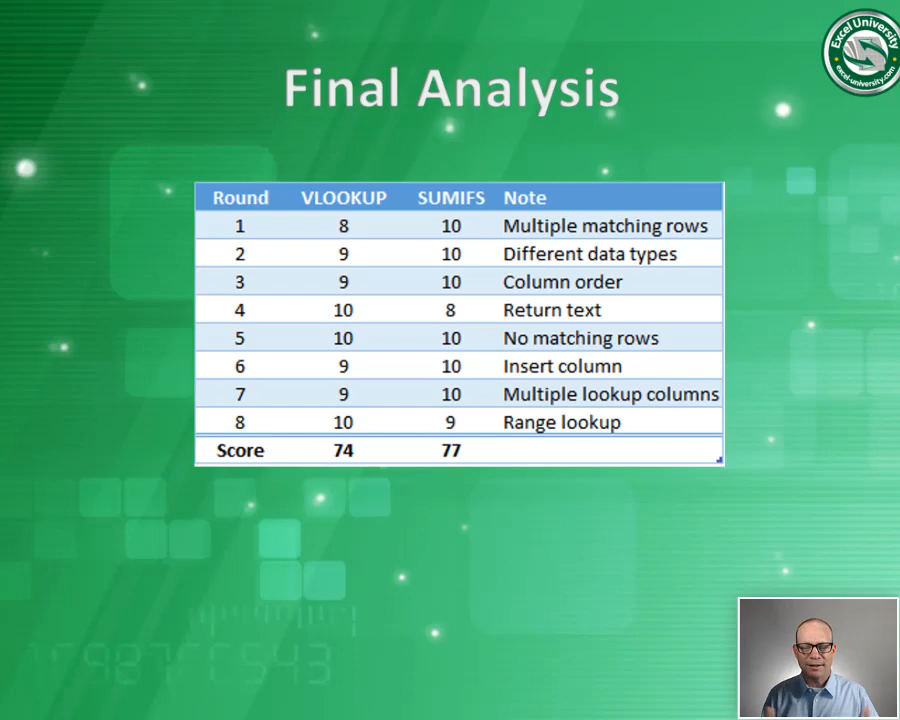 Excel University
excel-university.com
Final Analysis
Round VLOOKUP SUMIFS Note
1 8 10 Multiple matching rows
2 9 10 Different data types
3 9 10 Column order
4 10 8 Return text
5 10 10 No matching rows
6 9 10 Insert column
7 9 10 Multiple lookup columns
8 10 9 Range lookup
Score 74 77